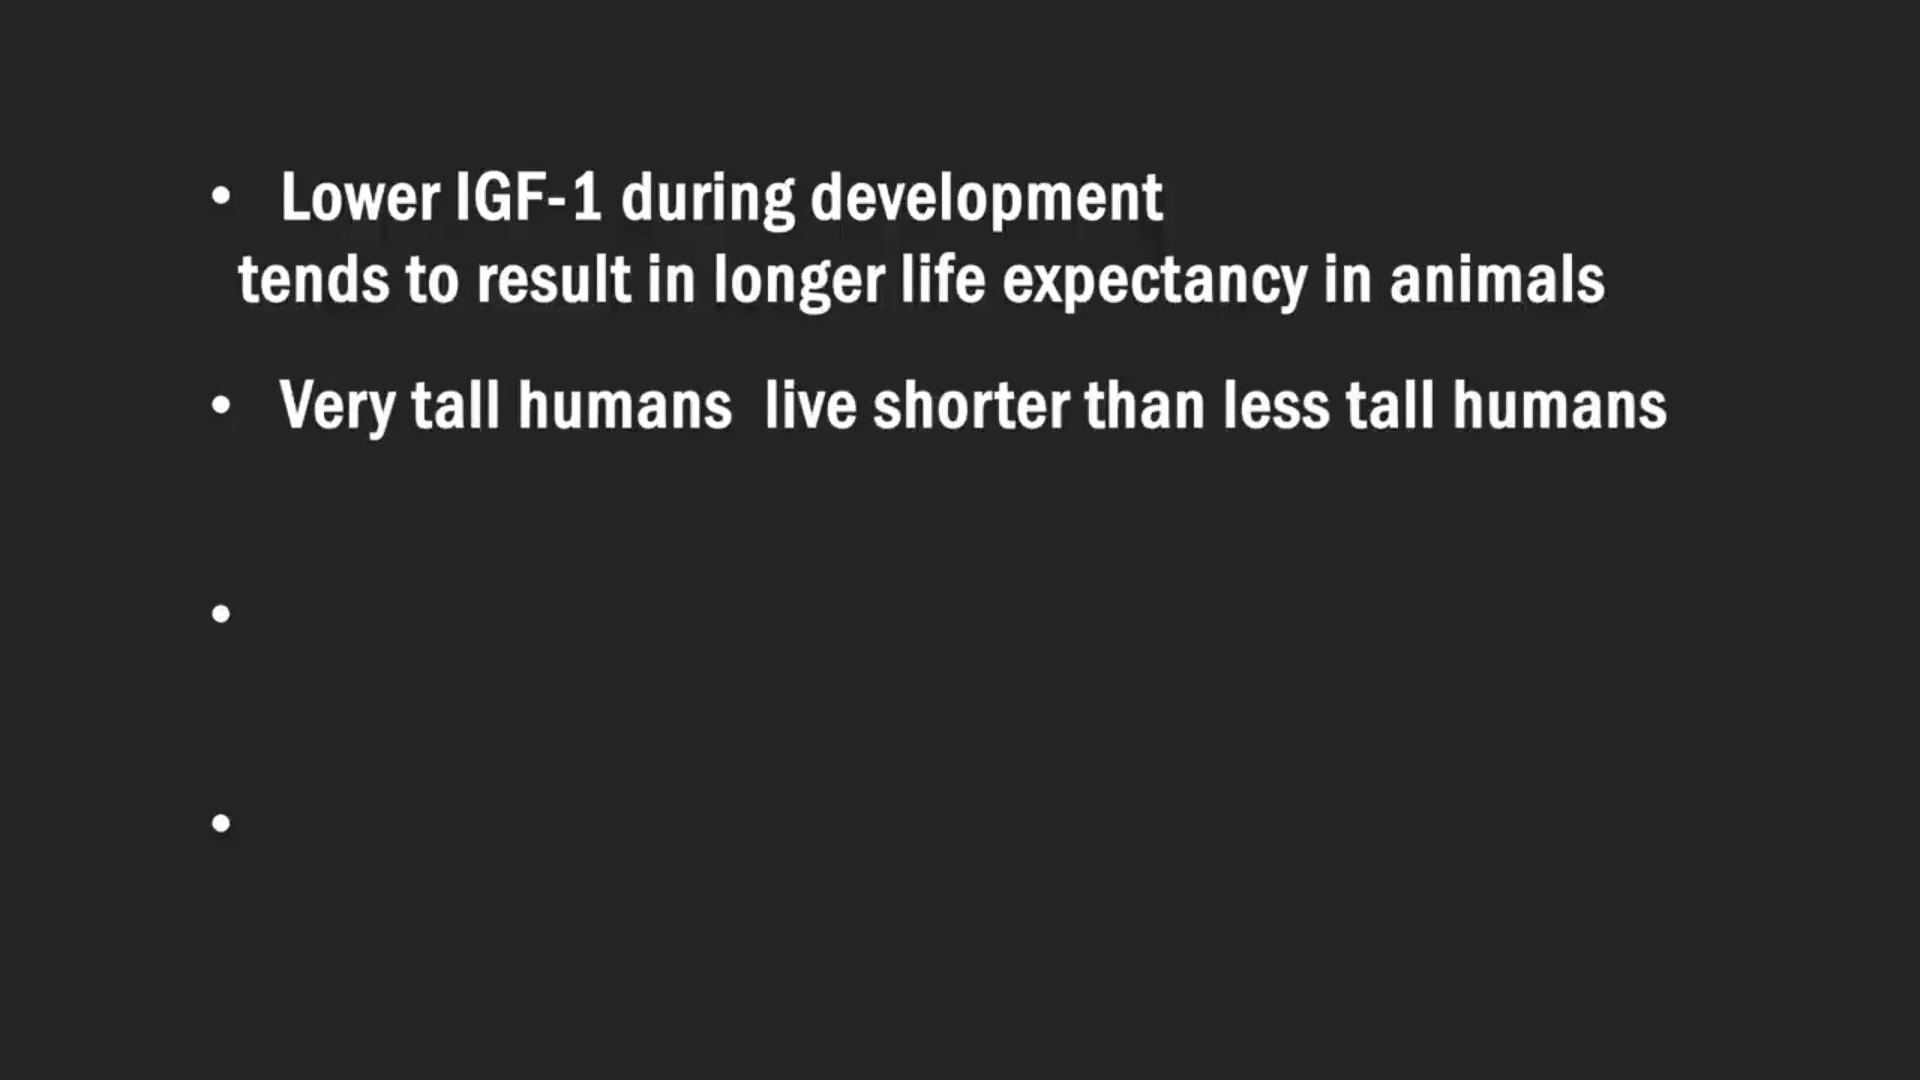 • Lower IGF-1 during development
tends to result in longer life expectancy in animals
• Very tall humans  live shorter than less tall humans
•
•